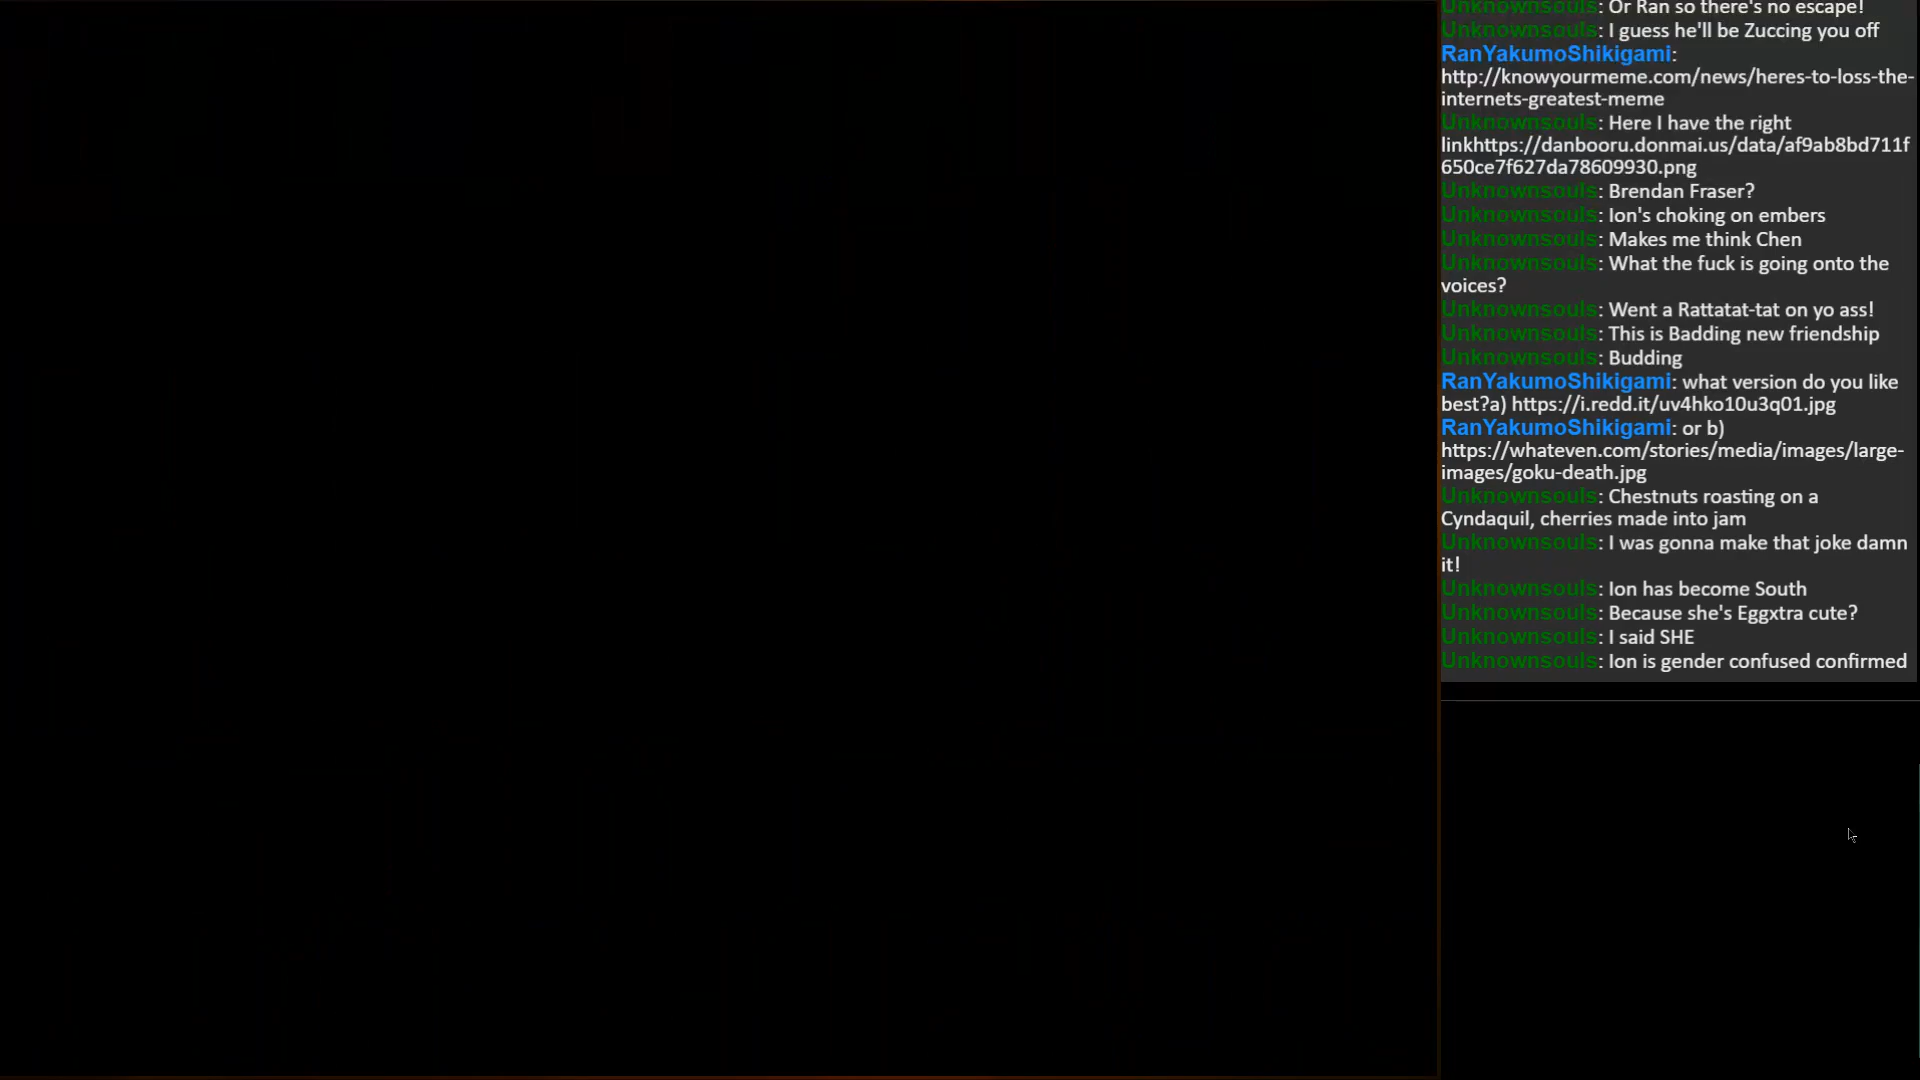 Unknownsouls: Or Ran so there's no escape!
Unknownsouls: I guess he'll be Zuccing you off
RanYakumoShikigami:
http://knowyourmeme.com/news/heres-to-loss-the-
internets-greatest-meme
Unknownsouls: Here I have the right
linkhttps://danbooru.donmai.us/data/af9ab8bd711f
650ce7f627da78609930.png
Unknownsouls: Brendan Fraser?
Unknownsouls: Ion's choking on embers
Unknownsouls: Makes me think Chen
Unknownsouls: What the fuck is going onto the
voices?
Unknownsouls: Went a Rattatat-tat on yo ass!
Unknownsouls: This is Badding new friendship
Unknownsouls: Budding
RanYakumoShikigami: what version do you like
best?a) https://i.redd.it/uv4hko10u3q01.jpg
RanYakumoShikigami: or b)
https://whateven.com/stories/media/images/large-
images/goku-death.jpg
Unknownsouls: Chestnuts roasting on a
Cyndaquil, cherries made into jam
Unknownsouls: I was gonna make that joke damn
it!
Unknownsouls: Ion has become South
Unknownsouls: Because she's Eggxtra cute?
Unknownsouls: I said SHE
Unknownsouls: Ion is gender confused confirmed